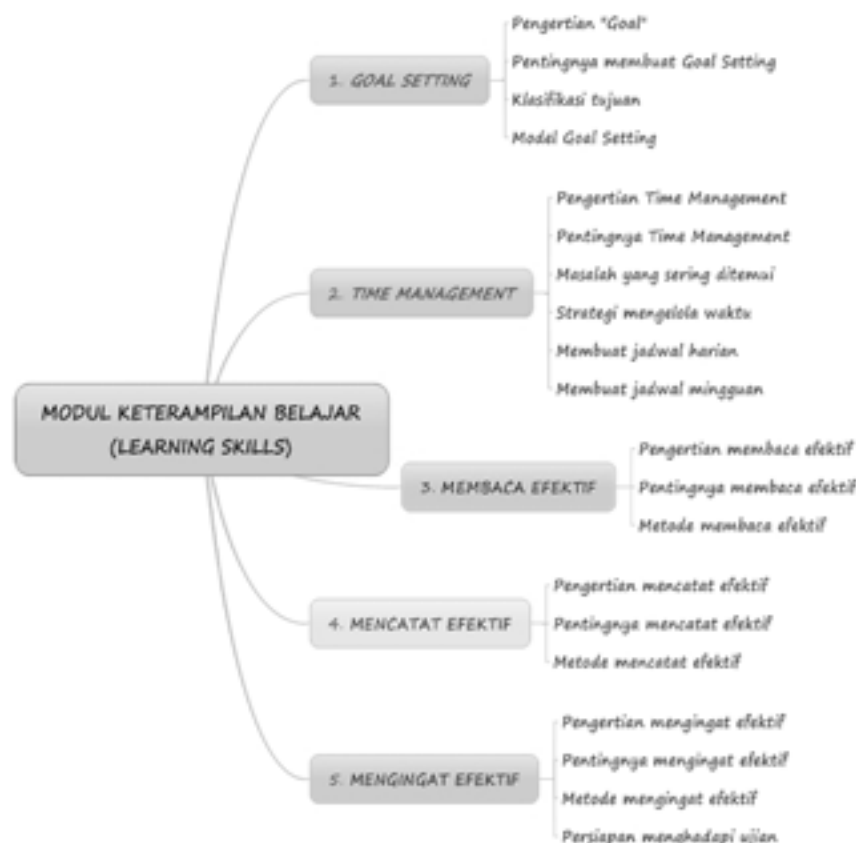 MODUL KETERAMPILAN BELAJAR
(LEARNING SKILLS)
1. GOAL SETTING
Pengertian "Goal"
Pentingnya membuat Goal Setting
Klasifikasi tujuan
Model Goal Setting
2. TIME MANAGEMENT
Pengertian Time Management
Pentingnya Time Management
Masalah yang sering ditemui
Strategi mengelola waktu
Membuat jadwal harian
Membuat jadwal mingguan
3. MEMBACA EFEKTIF
Pengertian membaca efektif
Pentingnya membaca efektif
Metode membaca efektif
4. MENCATAT EFEKTIF
Pengertian mencatat efektif
Pentingnya mencatat efektif
Metode mencatat efektif
5. MENGINGAT EFEKTIF
Pengertian mengingat efektif
Pentingnya mengingat efektif
Metode mengingat efektif
Persiapan menghadapi ujian